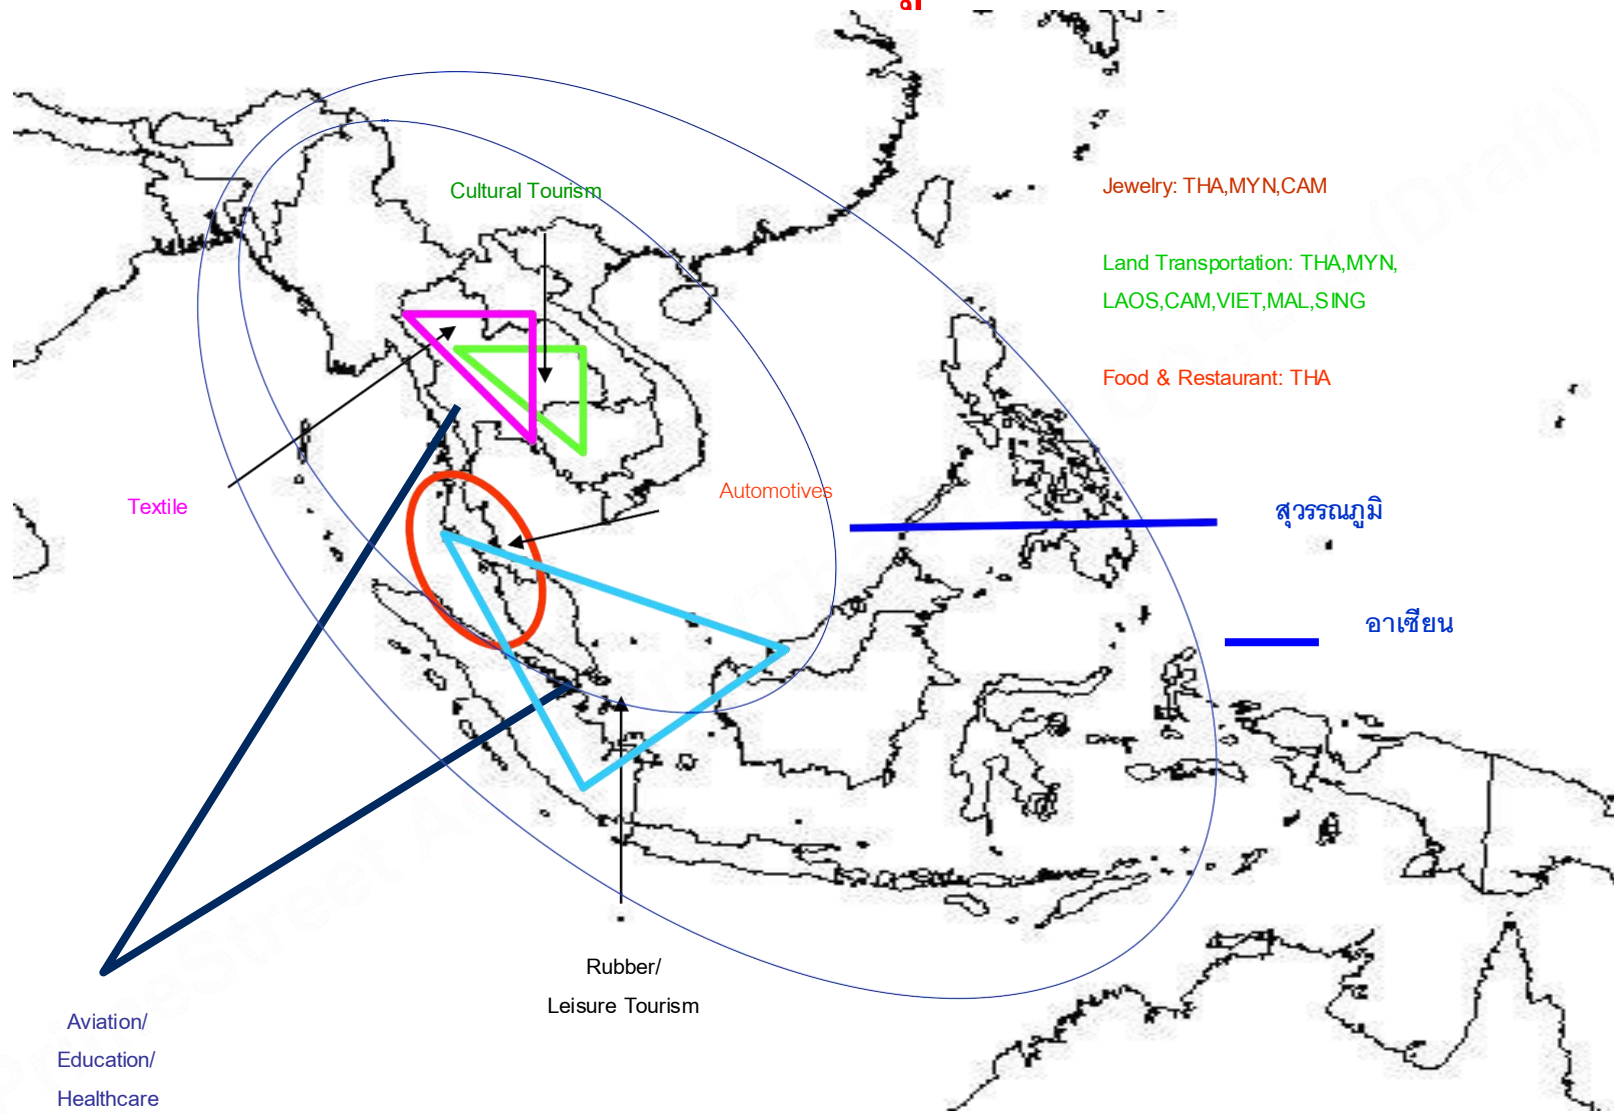 Cultural Tourism
Jewelry: THA,MYN,CAM
Land Transportation: THA,MYN,
LAOS,CAM,VIET,MAL,SING
Food & Restaurant: THA
Textile
Automotives
สุวรรณภูมิ
อาเซียน
Rubber/
Leisure Tourism
Aviation/
Education/
Healthcare